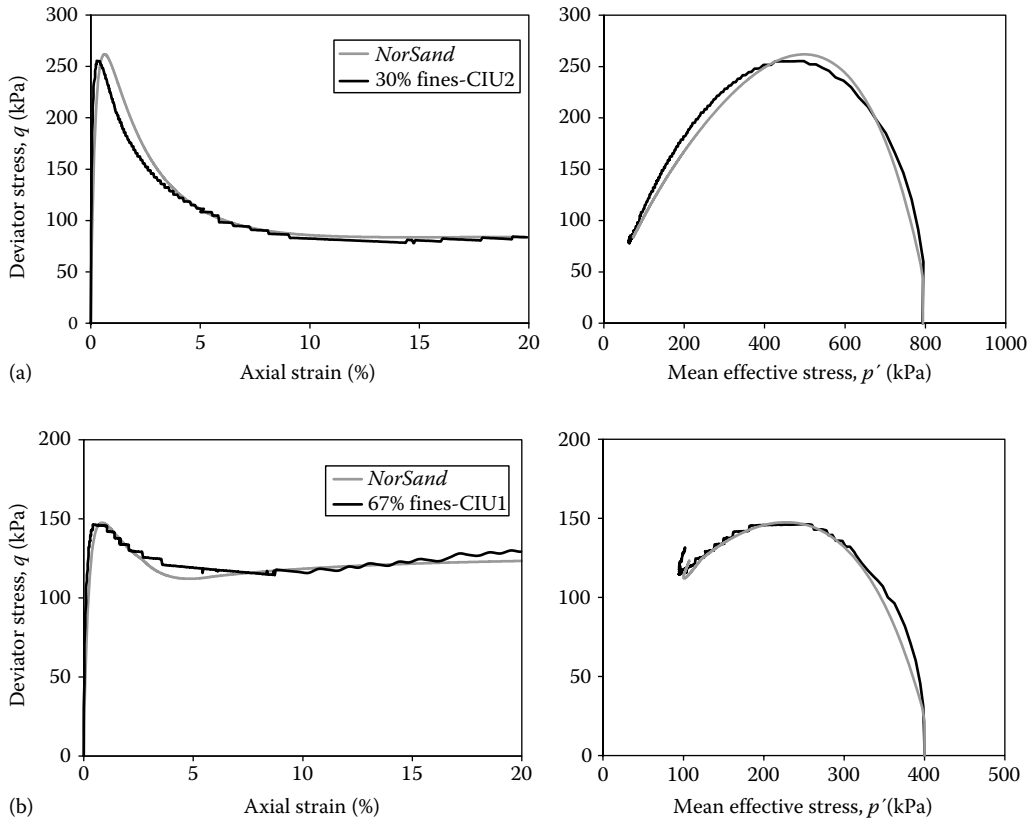 300
250
200
150
100
50
0
Deviator stress, q (kPa)
NorSand
30% fines-CIU2
0 5 10 15 20
Axial strain (%)
300
250
200
150
100
50
0
0 200 400 600 800 1000
Mean effective stress, p′ (kPa)
(a)
200
150
100
50
0
Deviator stress, q (kPa)
NorSand
67% fines-CIU1
0 5 10 15 20
Axial strain (%)
200
150
100
50
0
0 100 200 300 400 500
Mean effective stress, p′(kPa)
(b)